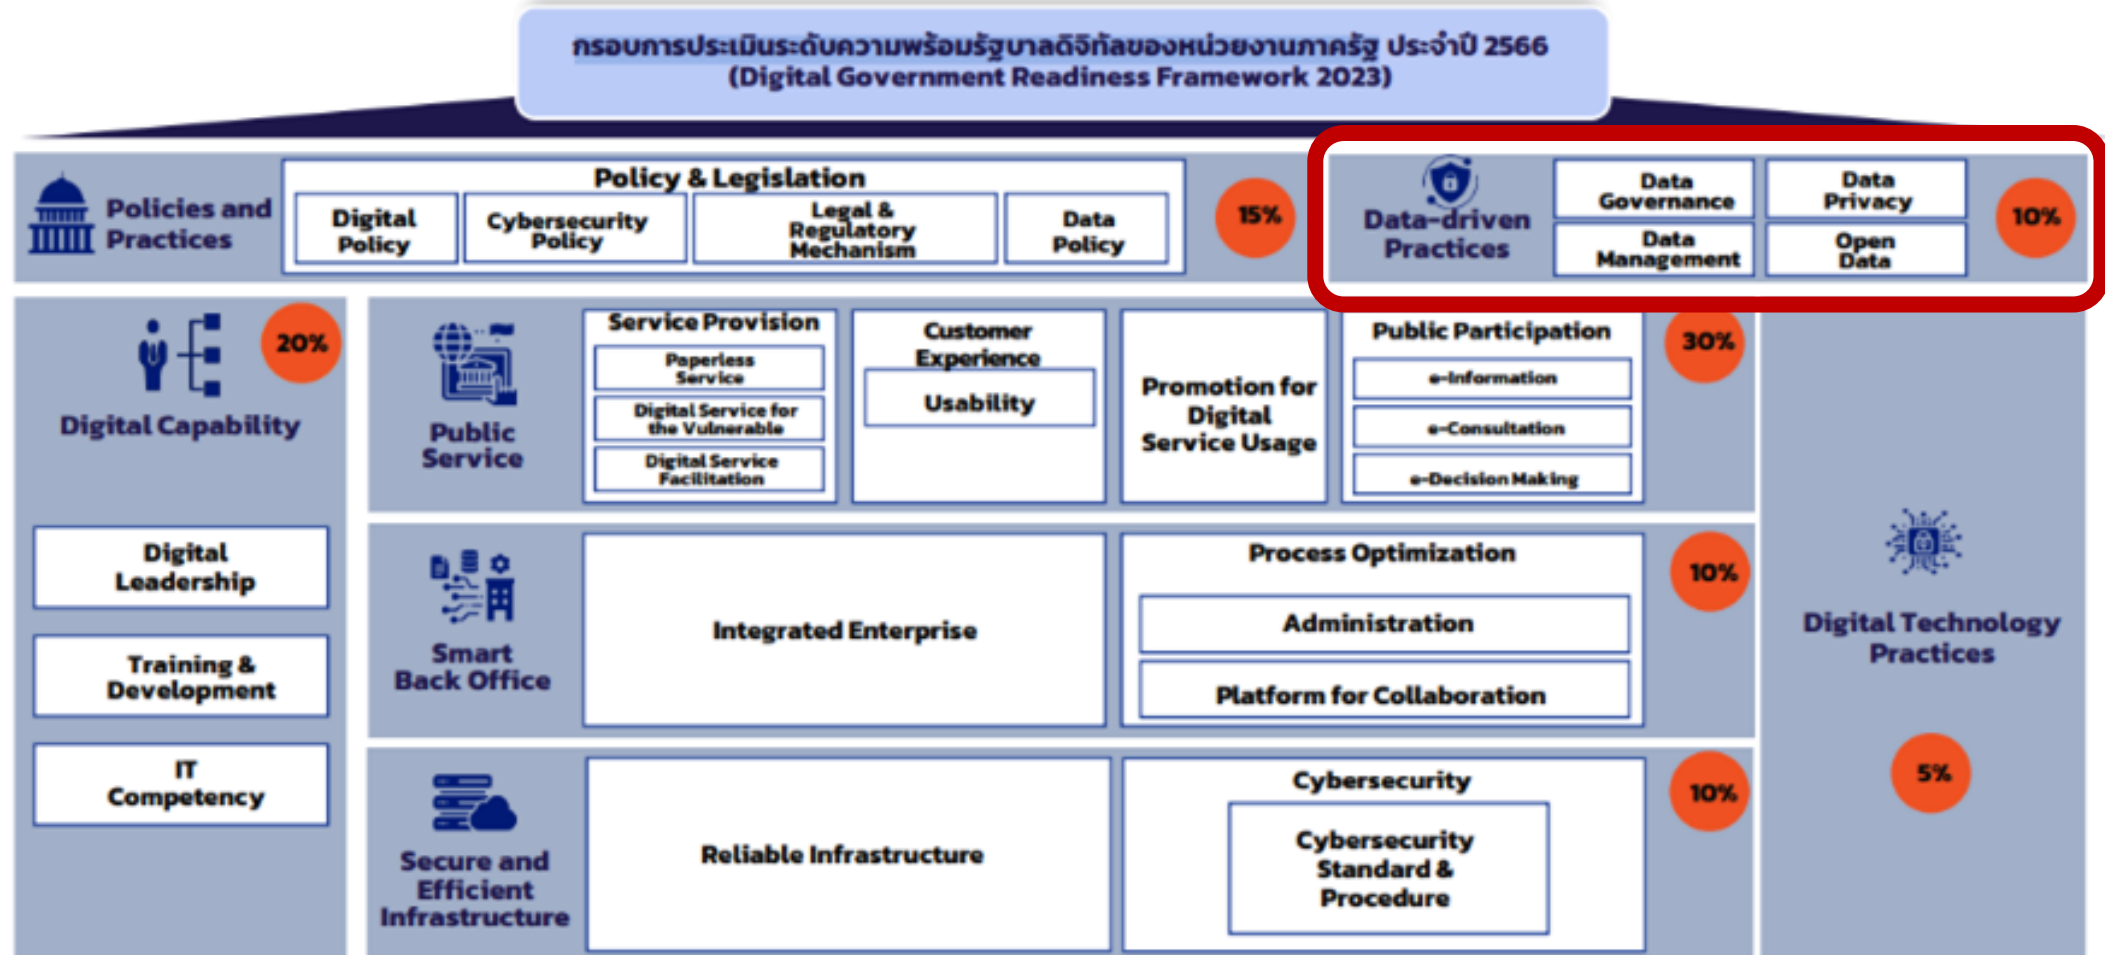 กรอบการประเมินระดับความพร้อมรัฐบาลดิจิทัลของหน่วยงานภาครัฐ ประจำปี 2566
(Digital Government Readiness Framework 2023)
Policies and
Practices
Policy & Legislation
Digital
Policy
Cybersecurity
Policy
Legal &
Regulatory
Mechanism
Data
Policy
15%
Data-driven
Practices
Data
Governance
Data
Privacy
Data
Management
Open
Data
10%
20%
Digital Capability
Digital
Leadership
Training &
Development
IT
Competency
Public
Service
Service Provision
Paperless
Service
Digital Service for
the Vulnerable
Digital Service
Facilitation
Customer
Experience
Usability
Promotion for
Digital
Service Usage
Public Participation
e-Information
e-Consultation
e-Decision Making
30%
Smart
Back Office
Integrated Enterprise
Process Optimization
Administration
Platform for Collaboration
10%
Secure and
Efficient
Infrastructure
Reliable Infrastructure
Cybersecurity
Cybersecurity
Standard &
Procedure
10%
Digital Technology
Practices
5%